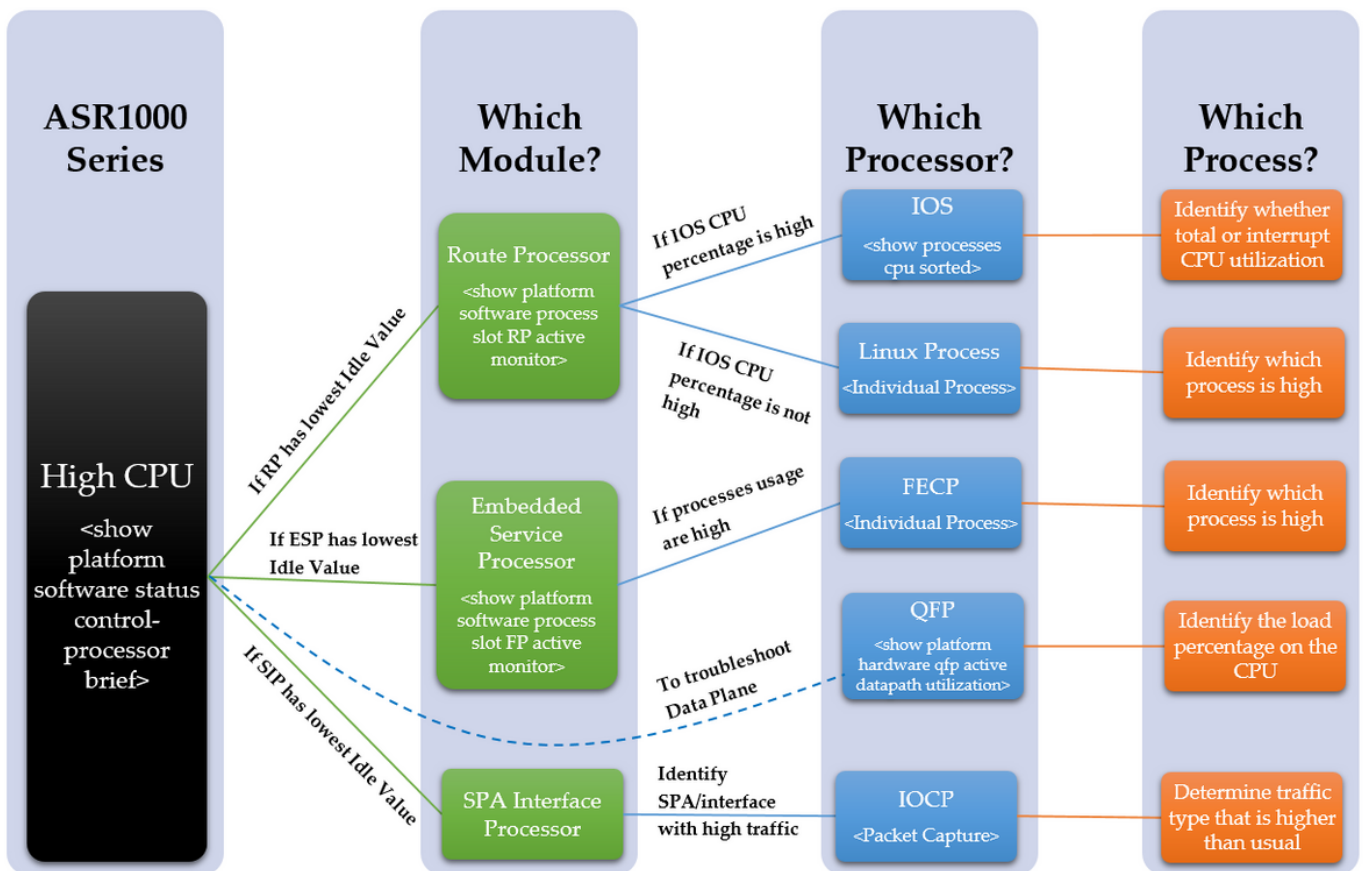 ASR1000
Series
High CPU
<show
platform
software status
control-
processor
brief>
If RP has lowest Idle Value
If ESP has lowest
Idle Value
If SIP has lowest Idle Value
Which
Module?
Route Processor
<show platform
software process
slot RP active
monitor>
Embedded
Service
Processor
<show platform
software process
slot FP active
monitor>
SPA Interface
Processor
If IOS CPU
percentage is high
If IOS CPU
percentage is not
high
If processes usage
are high
To troubleshoot
Data Plane
Identify
SPA/interface
with high traffic
Which
Processor?
IOS
<show processes
cpu sorted>
Linux Process
<Individual Process>
FECP
<Individual Process>
QFP
<show platform
hardware qfp active
datapath utilization>
IOCP
<Packet Capture>
Which
Process?
Identify whether
total or interrupt
CPU utilization
Identify which
process is high
Identify which
process is high
Identify the load
percentage on the
CPU
Determine traffic
type that is higher
than usual